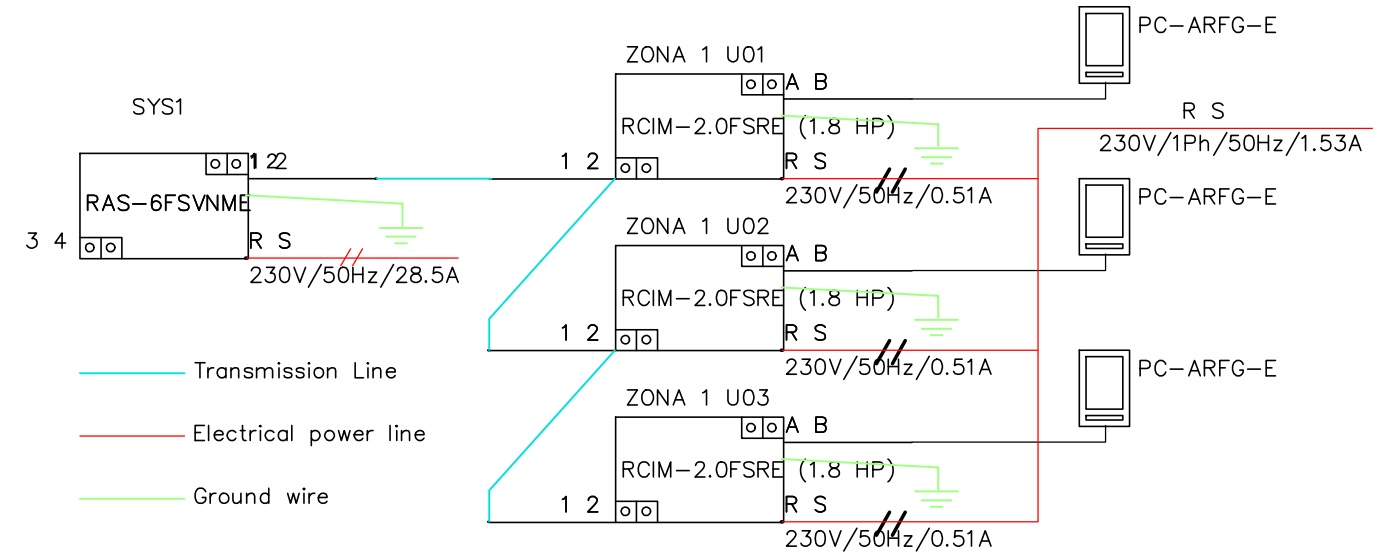 PC-ARFG-E
ZONA 1 U01
A B
SYS1
R S
RCIM-2.0FSRE (1.8 HP)
230V/1Ph/50Hz/1.53A
1 2
1 2
R S
RAS-6FSVNME
230V/50Hz/0.51A
PC-ARFG-E
ZONA 1 U02
3 4
R S
A B
230V/50Hz/28.5A
RCIM-2.0FSRE (1.8 HP)
1 2
R S
230V/50Hz/0.51A
Transmission Line
PC-ARFG-E
ZONA 1 U03
A B
Electrical power line
RCIM-2.0FSRE (1.8 HP)
Ground wire
1 2
R S
230V/50Hz/0.51A